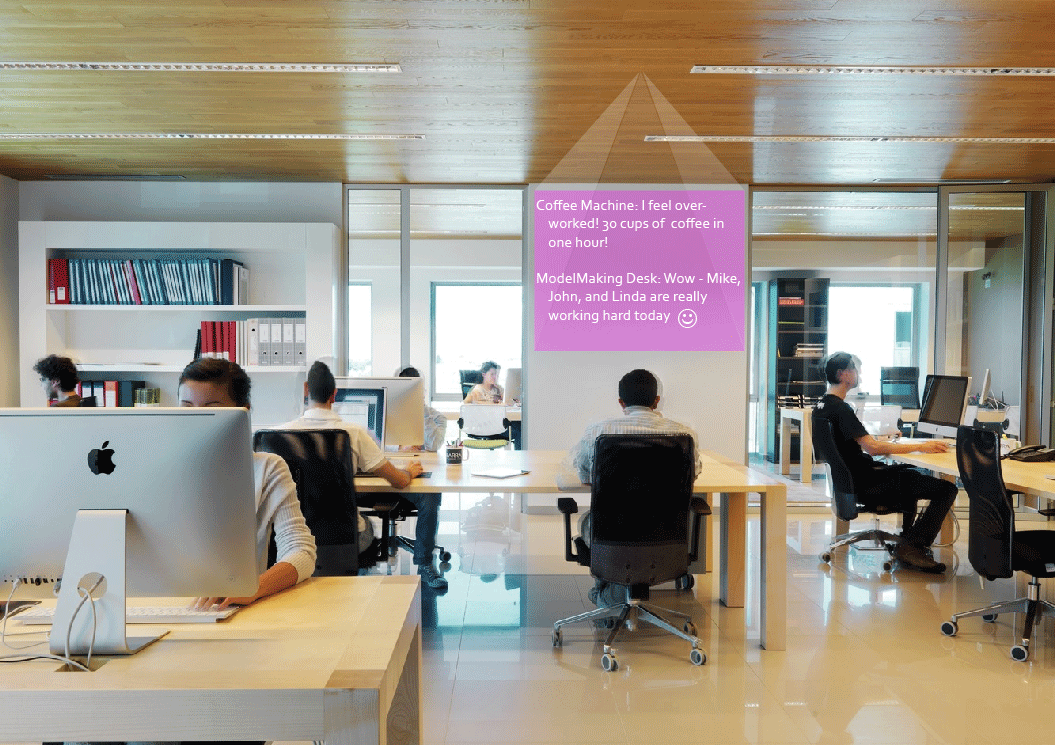 Coffee Machine: I feel over-
worked! 30 cups of coffee in
one hour!
ModelMaking Desk: Wow - Mike,
John, and Linda are really
working hard today ☺